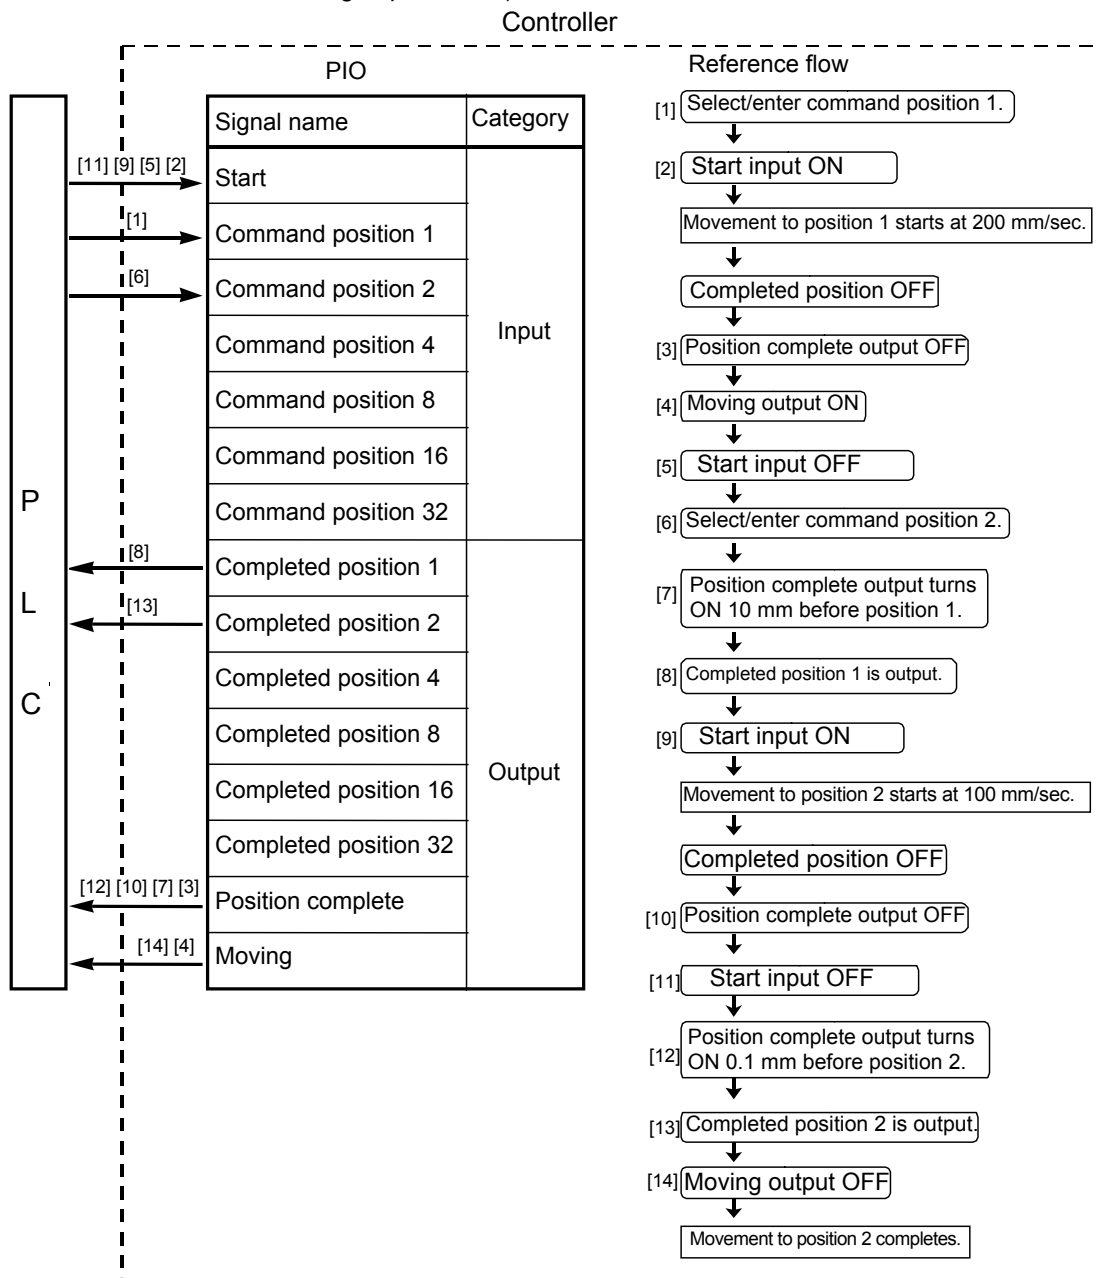 Controller
PIO
Signal name
Category
[11] [9] [5] [2]
Start
[1]
Command position 1
[6]
Command position 2
Command position 4
Input
Command position 8
Command position 16
Command position 32
P
L
C
[8]
Completed position 1
[13]
Completed position 2
Completed position 4
Completed position 8
Output
Completed position 16
Completed position 32
[12] [10] [7] [3]
Position complete
[14] [4]
Moving
Reference flow
[1] Select/enter command position 1.
[2] Start input ON
Movement to position 1 starts at 200 mm/sec.
Completed position OFF
[3] Position complete output OFF
[4] Moving output ON
[5] Start input OFF
[6] Select/enter command position 2.
[7] Position complete output turns
ON 10 mm before position 1.
[8] Completed position 1 is output.
[9] Start input ON
Movement to position 2 starts at 100 mm/sec.
Completed position OFF
[10] Position complete output OFF
[11] Start input OFF
[12] Position complete output turns
ON 0.1 mm before position 2.
[13] Completed position 2 is output.
[14] Moving output OFF
Movement to position 2 completes.